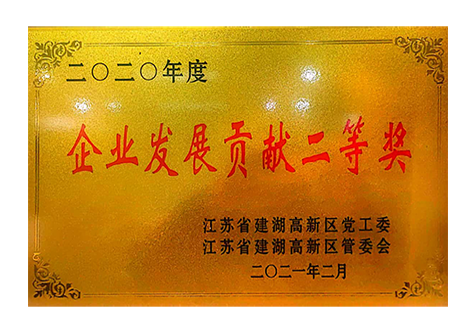 二〇二〇年度
企业发展贡献二等奖
江苏省建湖高新区党工委
江苏省建湖高新区管委会
二〇二一年二月